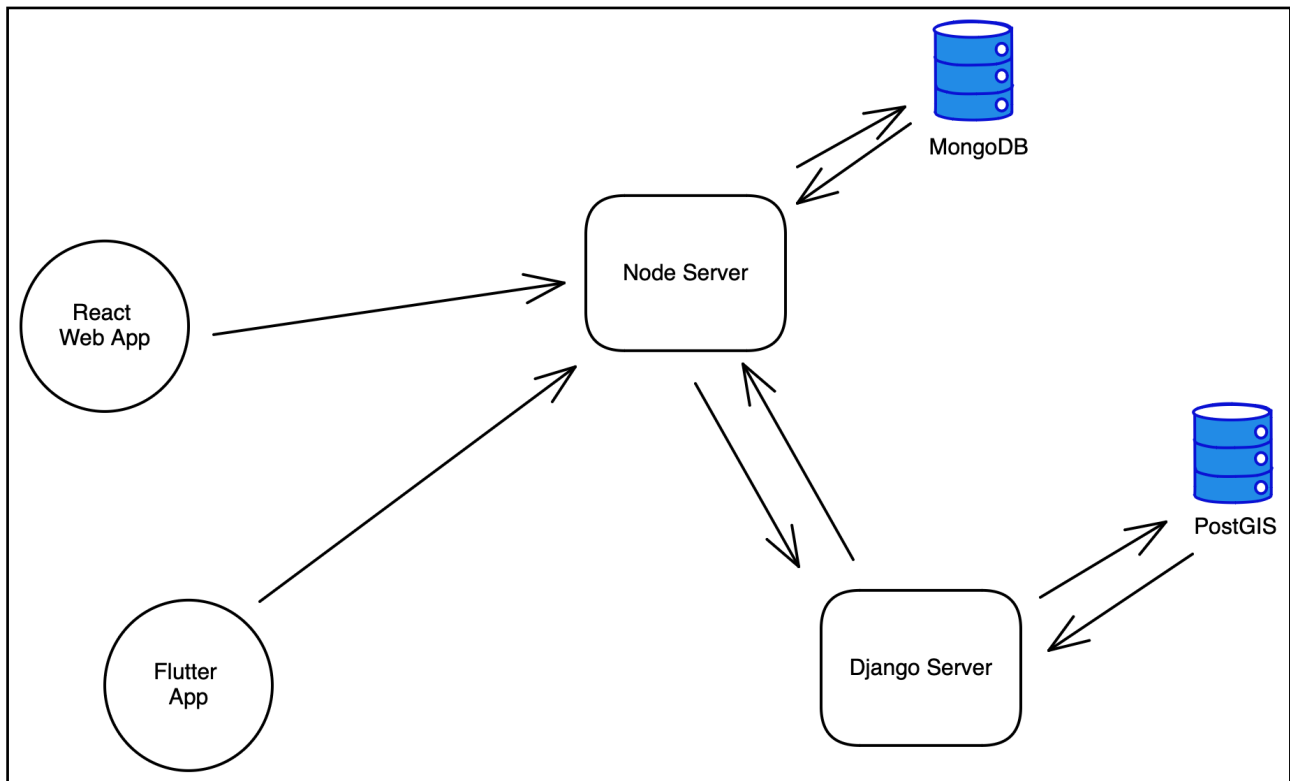 MongoDB
Node Server
React
Web App
PostGIS
Flutter
App
Django Server